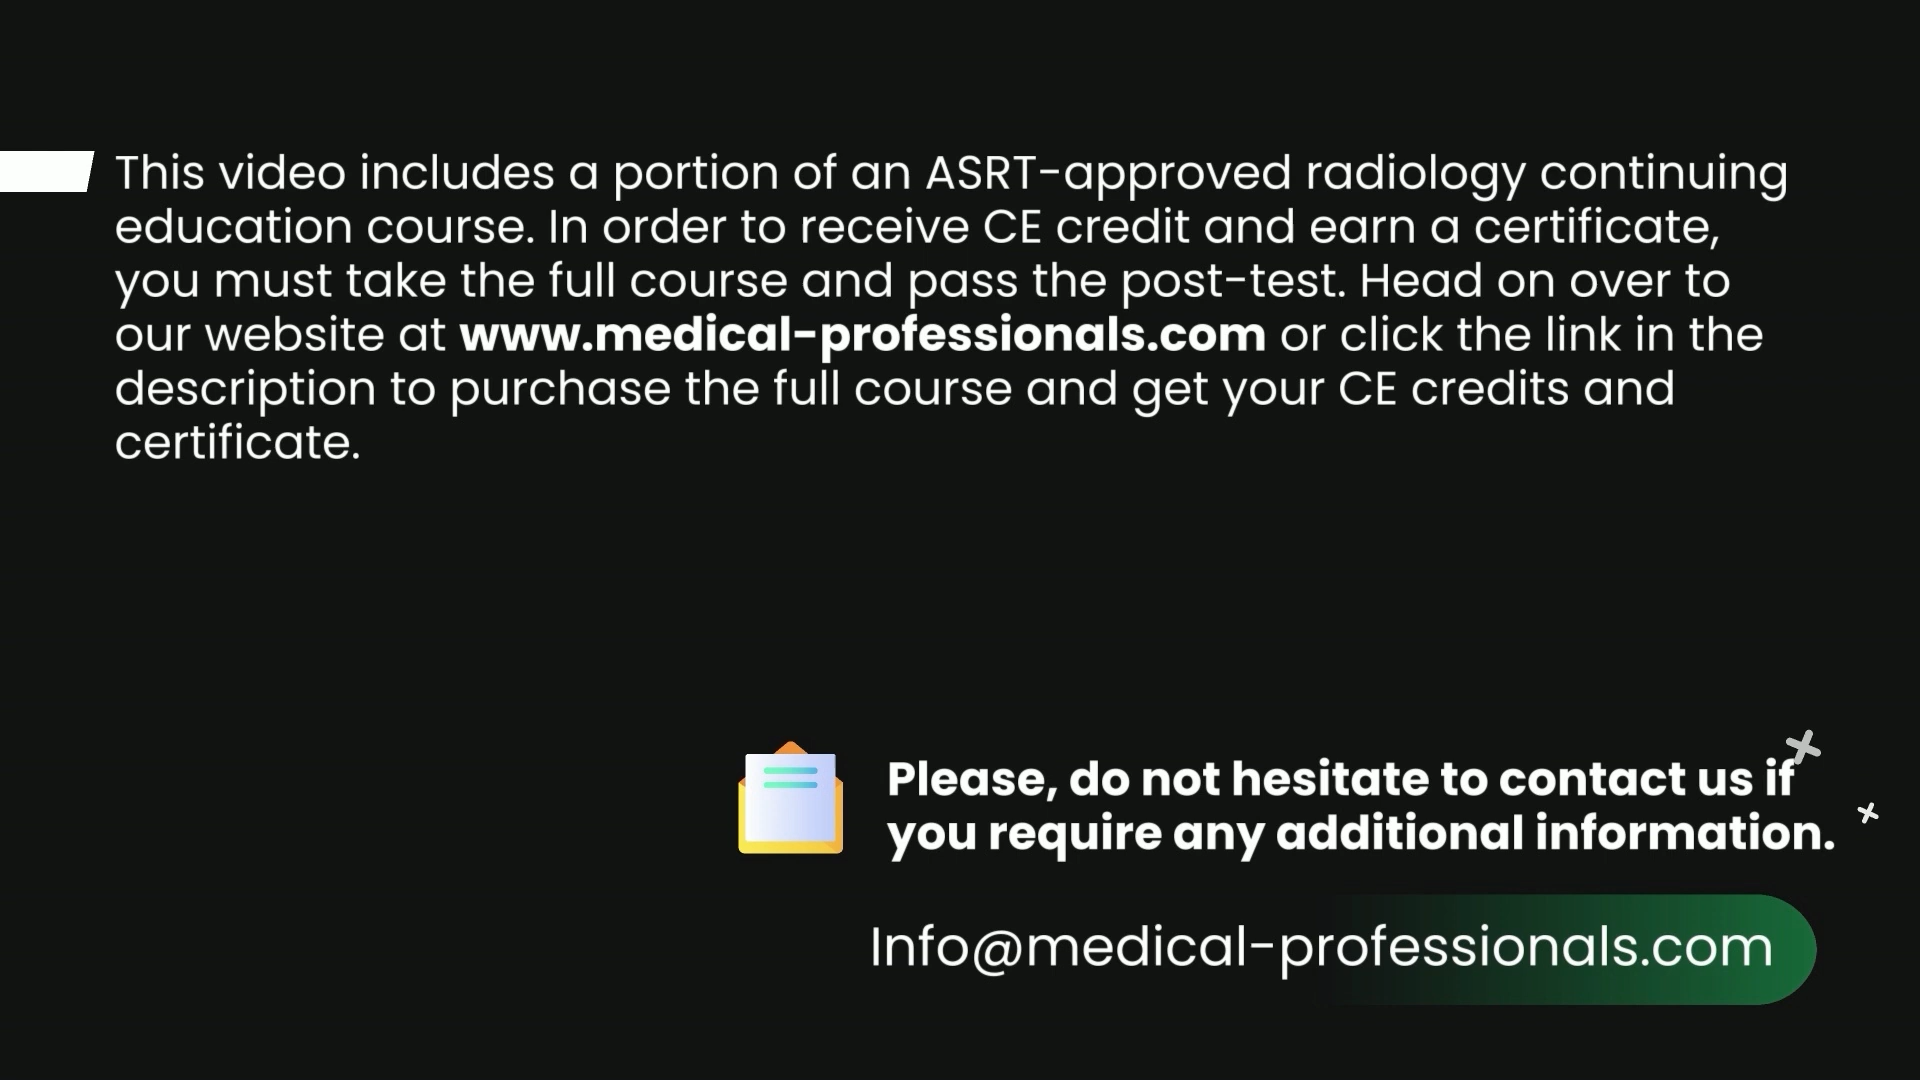 This video includes a portion of an ASRT-approved radiology continuing
education course. In order to receive CE credit and earn a certificate,
you must take the full course and pass the post-test. Head on over to
our website at www.medical-professionals.com or click the link in the
description to purchase the full course and get your CE credits and
certificate.
Please, do not hesitate to contact us if
you require any additional information.
Info@medical-professionals.com